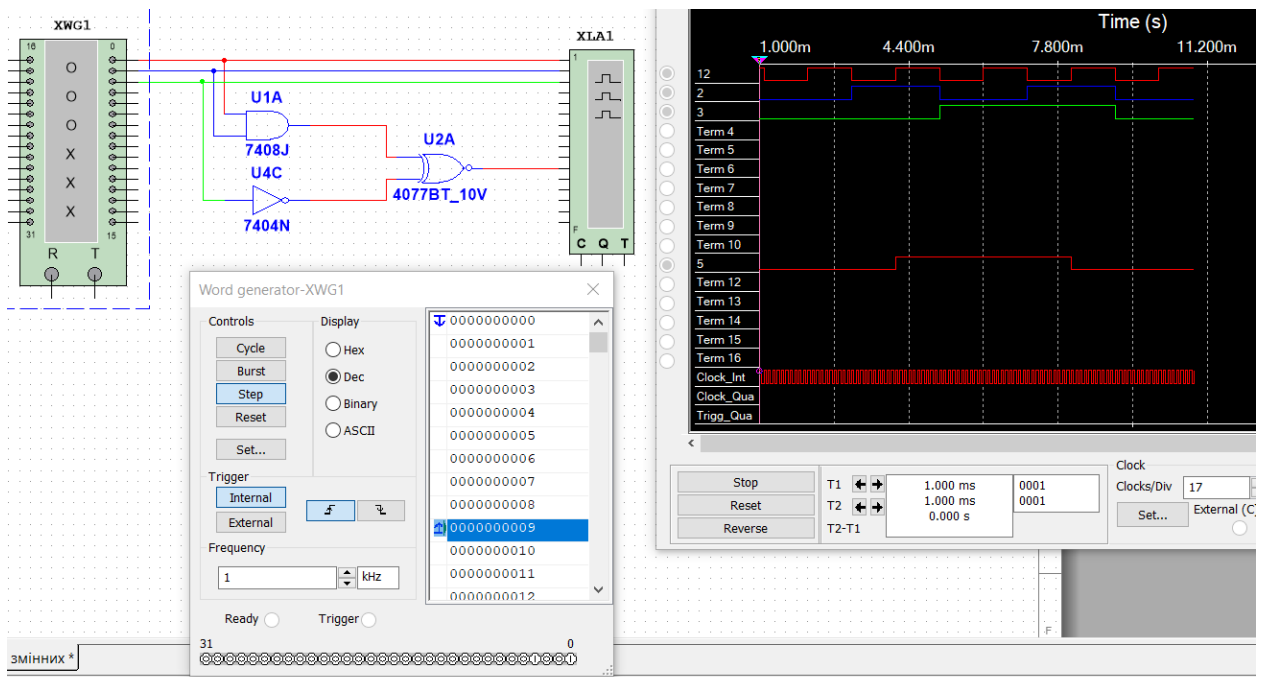 XWG1
16 0
O
O
O
X
X
X
31 15
R T
U1A
7408J
U4C
7404N
U2A
4077BT_10V
XLA1
1
F
C Q T
Time (s)
1.000m 4.400m 7.800m 11.200m
12
2
3
Term 4
Term 5
Term 6
Term 7
Term 8
Term 9
Term 10
5
Term 12
Term 13
Term 14
Term 15
Term 16
Clock_Int
Clock_Qua
Trigg_Qua
Stop
Reset
Reverse
T1 1.000 ms 0001
T2 1.000 ms 0001
T2-T1 0.000 s
Clock
Clocks/Div 17
Set... External (C
Word generator-XWG1
Controls
Cycle
Burst
Step
Reset
Set...
Display
Hex
Dec
Binary
ASCII
Trigger
Internal
External
Frequency
1 kHz
Ready Trigger
0000000000
0000000001
0000000002
0000000003
0000000004
0000000005
0000000006
0000000007
0000000008
0000000009
0000000010
0000000011
0000000012
31 0
F
змінних *